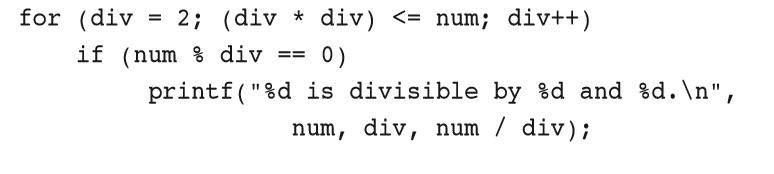 for (div = 2; (div * div) <= num; div++)
if (num % div == 0)
printf("%d is divisible by %d and %d.\n",
num, div, num / div);